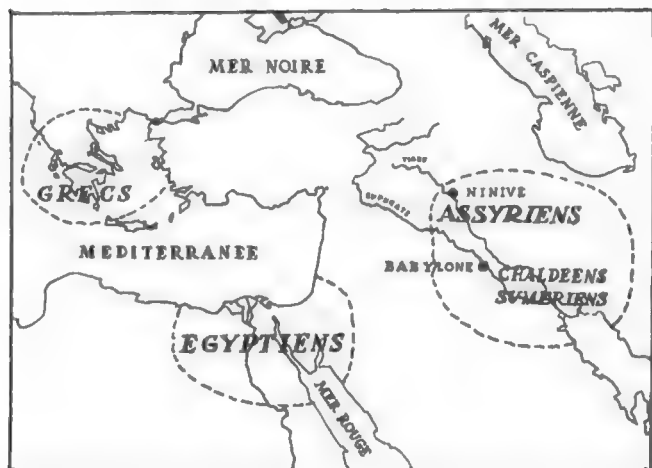 MER NOIRE
MER CASPIENNE
GRECS
TIGRE
NINIVE
EUPHRATE
ASSYRIENS
MEDITERRANEE
BABYLONE
CHALDEENS
SUMERIENS
EGYPTIENS
MER ROUGE